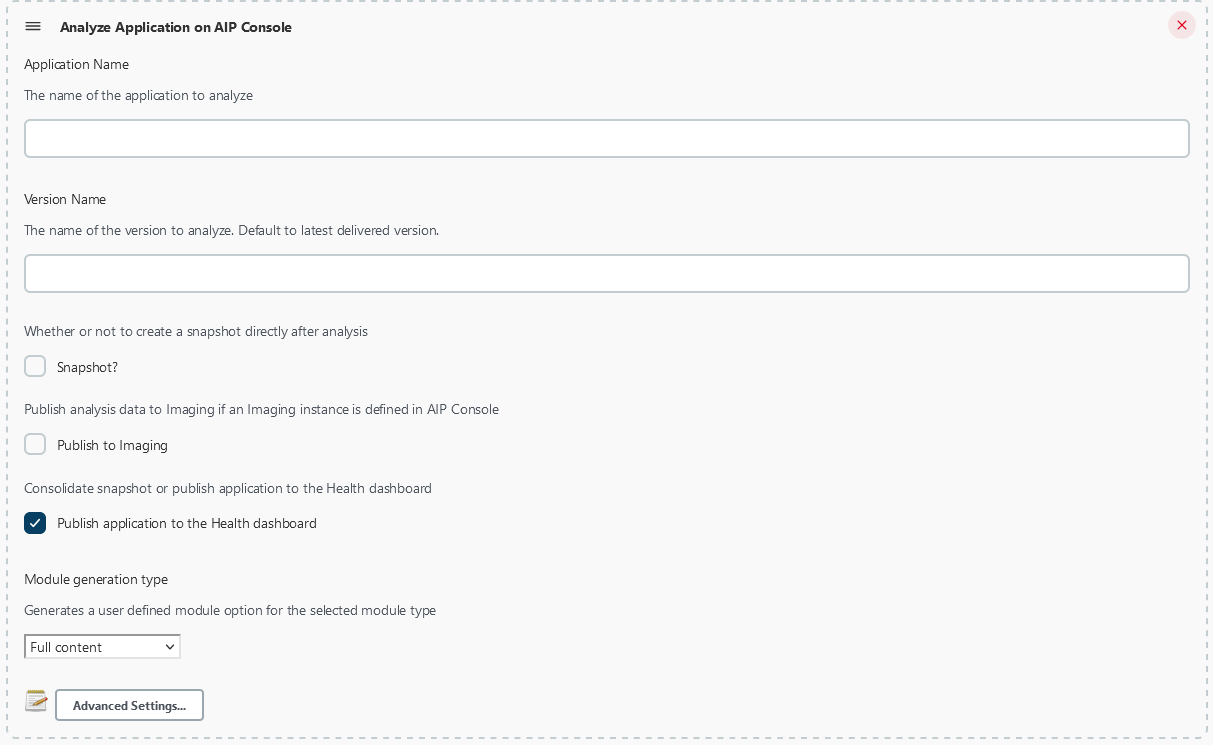 Analyze Application on AIP Console
Application Name
The name of the application to analyze
Version Name
The name of the version to analyze. Default to latest delivered version.
Whether or not to create a snapshot directly after analysis
Snapshot?
Publish analysis data to Imaging if an Imaging instance is defined in AIP Console
Publish to Imaging
Consolidate snapshot or publish application to the Health dashboard
Publish application to the Health dashboard
Module generation type
Generates a user defined module option for the selected module type
Full content
Advanced Settings...